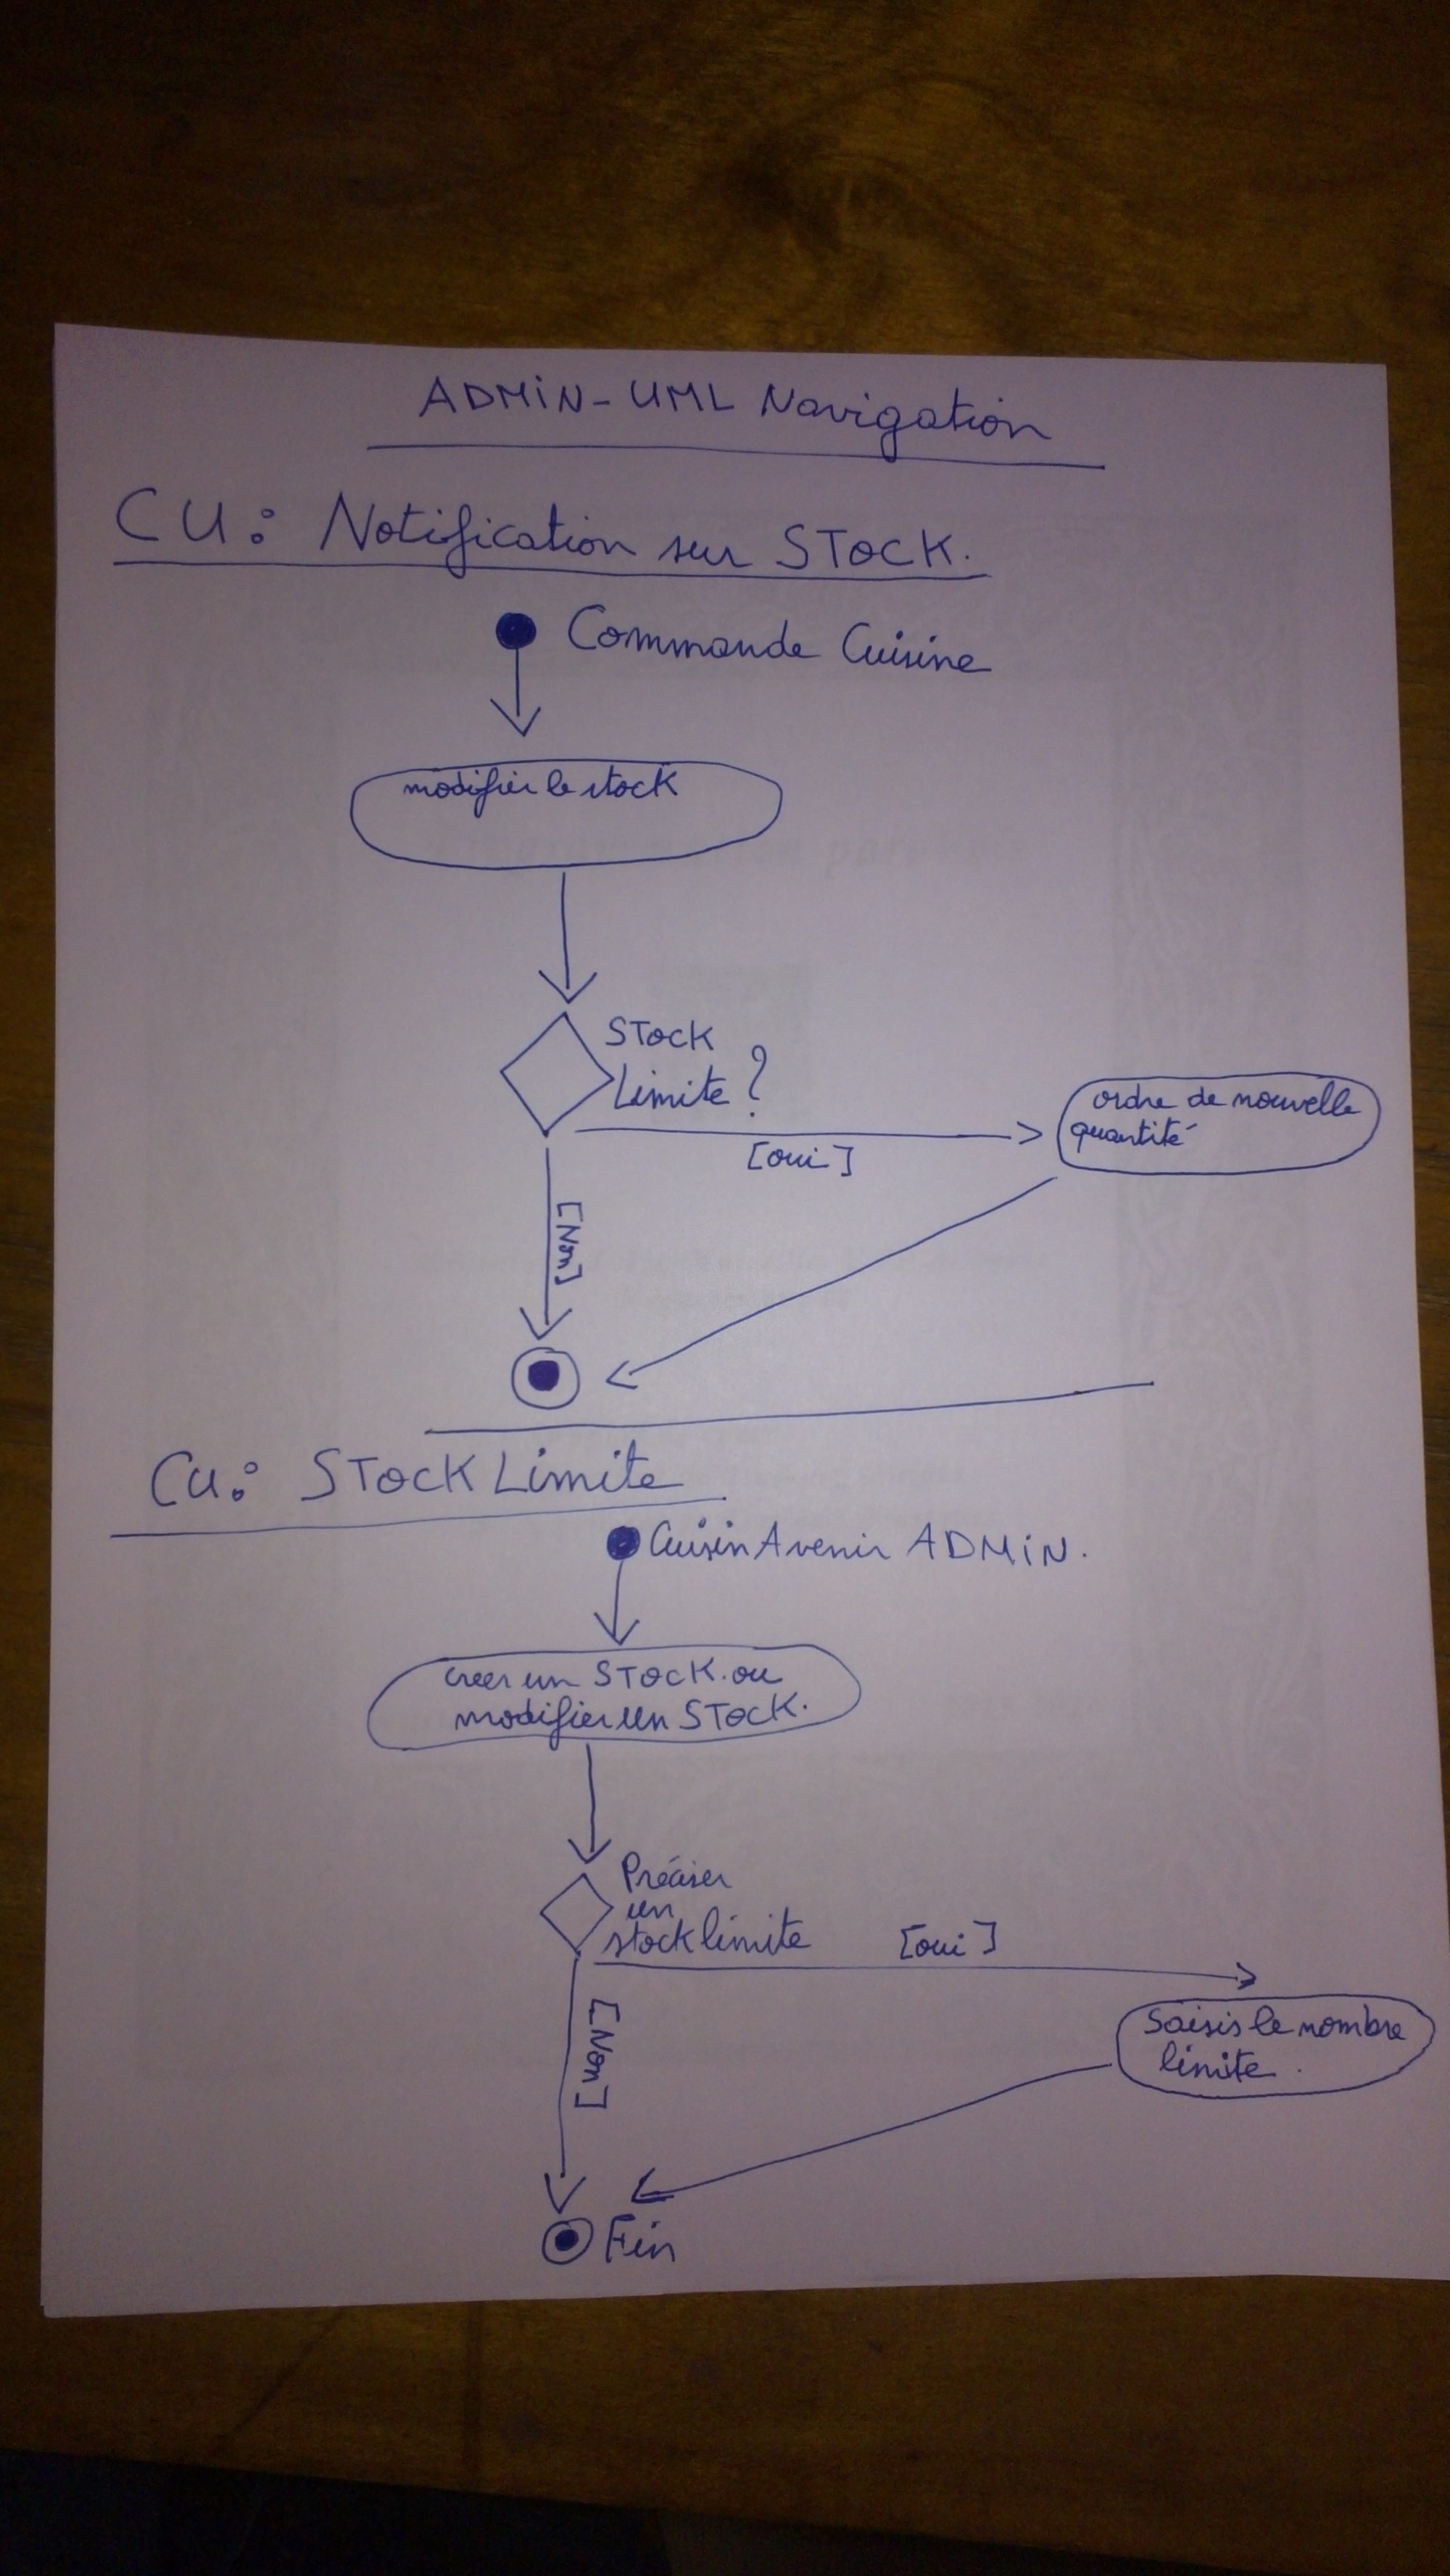 ADMiN-UML Navigation
CU: Notification sur STOCK.
Commande Cuisine
modifier le stock
STOCK
Limite ?
ordre de nouvelle
quantité
[oui]
[Non]
CU: STOCK Limite
CuisinAvenir ADMiN.
creer un STOCK. ou
modifier un STOCK.
Préciser
un
stock limite
[oui]
[Non]
Saisis le nombre
limite.
Fin